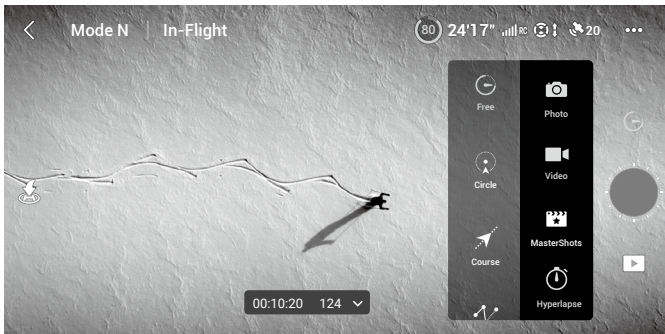 Mode N In-Flight 80 24'17" RC 20
Free
Photo
Circle
Video
Course
MasterShots
Hyperlapse
00:10:20 124